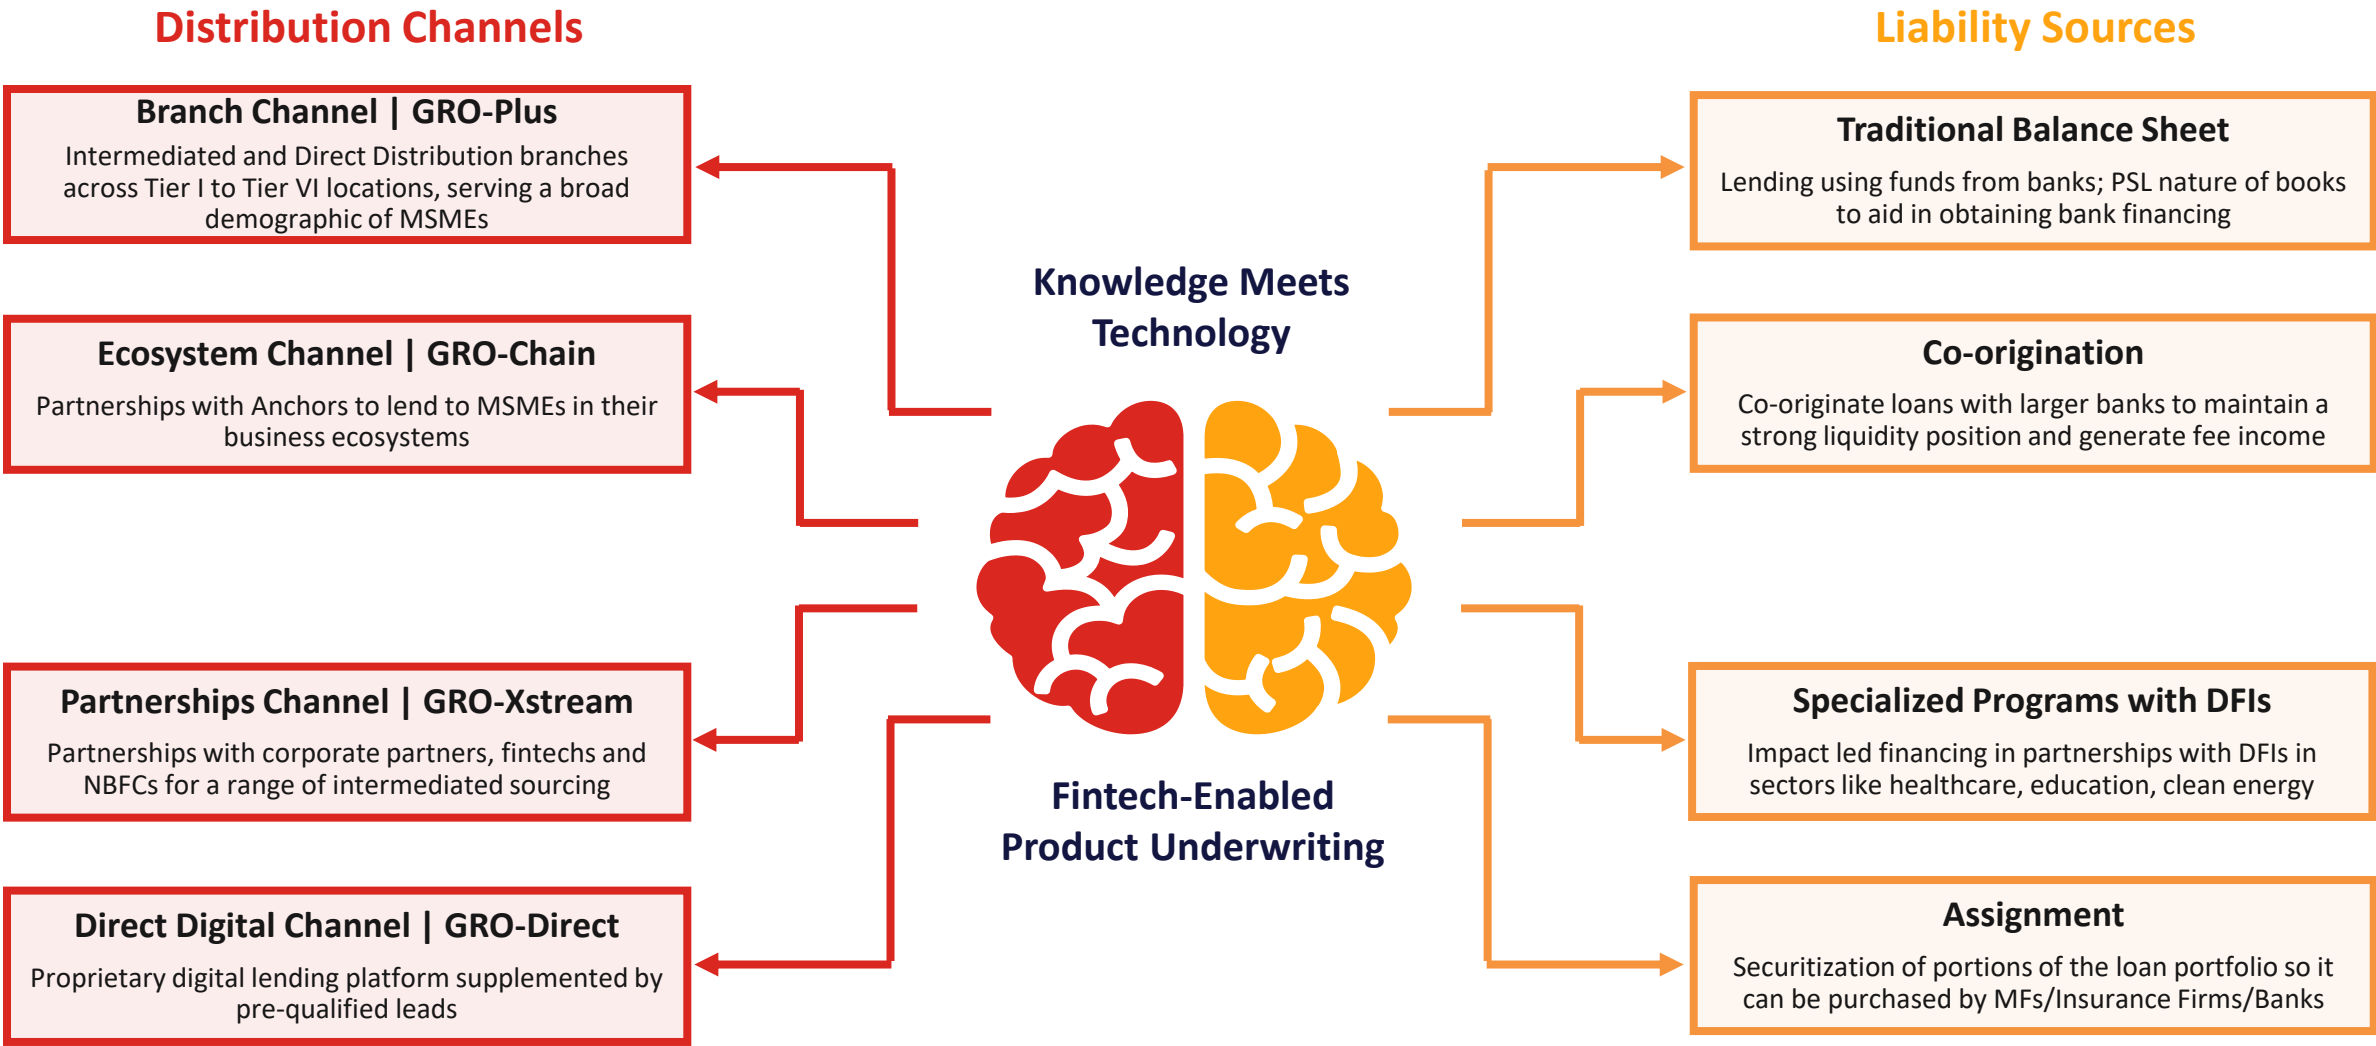 Distribution Channels
Branch Channel | GRO-Plus
Intermediated and Direct Distribution branches
across Tier I to Tier VI locations, serving a broad
demographic of MSMEs
Ecosystem Channel | GRO-Chain
Partnerships with Anchors to lend to MSMEs in their
business ecosystems
Partnerships Channel | GRO-Xstream
Partnerships with corporate partners, fintechs and
NBFCs for a range of intermediated sourcing
Direct Digital Channel | GRO-Direct
Proprietary digital lending platform supplemented by
pre-qualified leads
Knowledge Meets
Technology
Fintech-Enabled
Product Underwriting
Liability Sources
Traditional Balance Sheet
Lending using funds from banks; PSL nature of books
to aid in obtaining bank financing
Co-origination
Co-originate loans with larger banks to maintain a
strong liquidity position and generate fee income
Specialized Programs with DFIs
Impact led financing in partnerships with DFIs in
sectors like healthcare, education, clean energy
Assignment
Securitization of portions of the loan portfolio so it
can be purchased by MFs/Insurance Firms/Banks